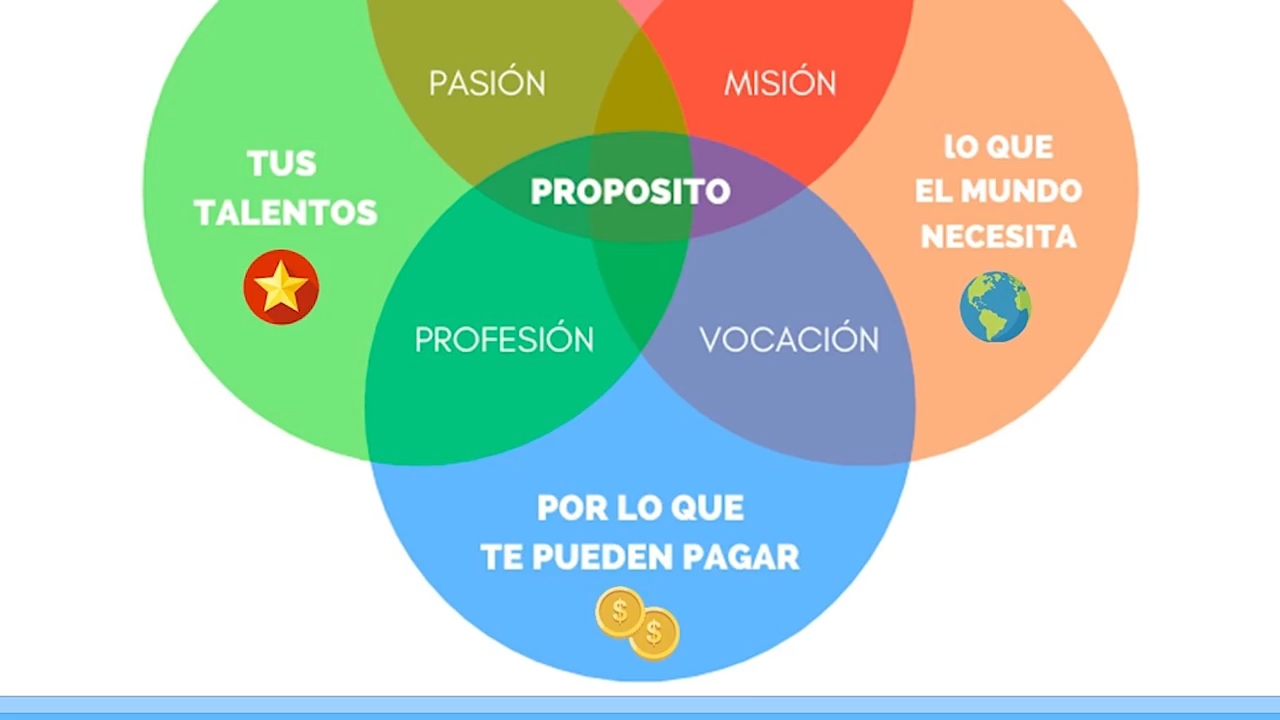 PASIÓN
MISIÓN
TUS
TALENTOS
lO QUE
EL MUNDO
NECESITA
PROPOSITO
PROFESIÓN
VOCACIÓN
POR LO QUE
TE PUEDEN PAGAR
$
$